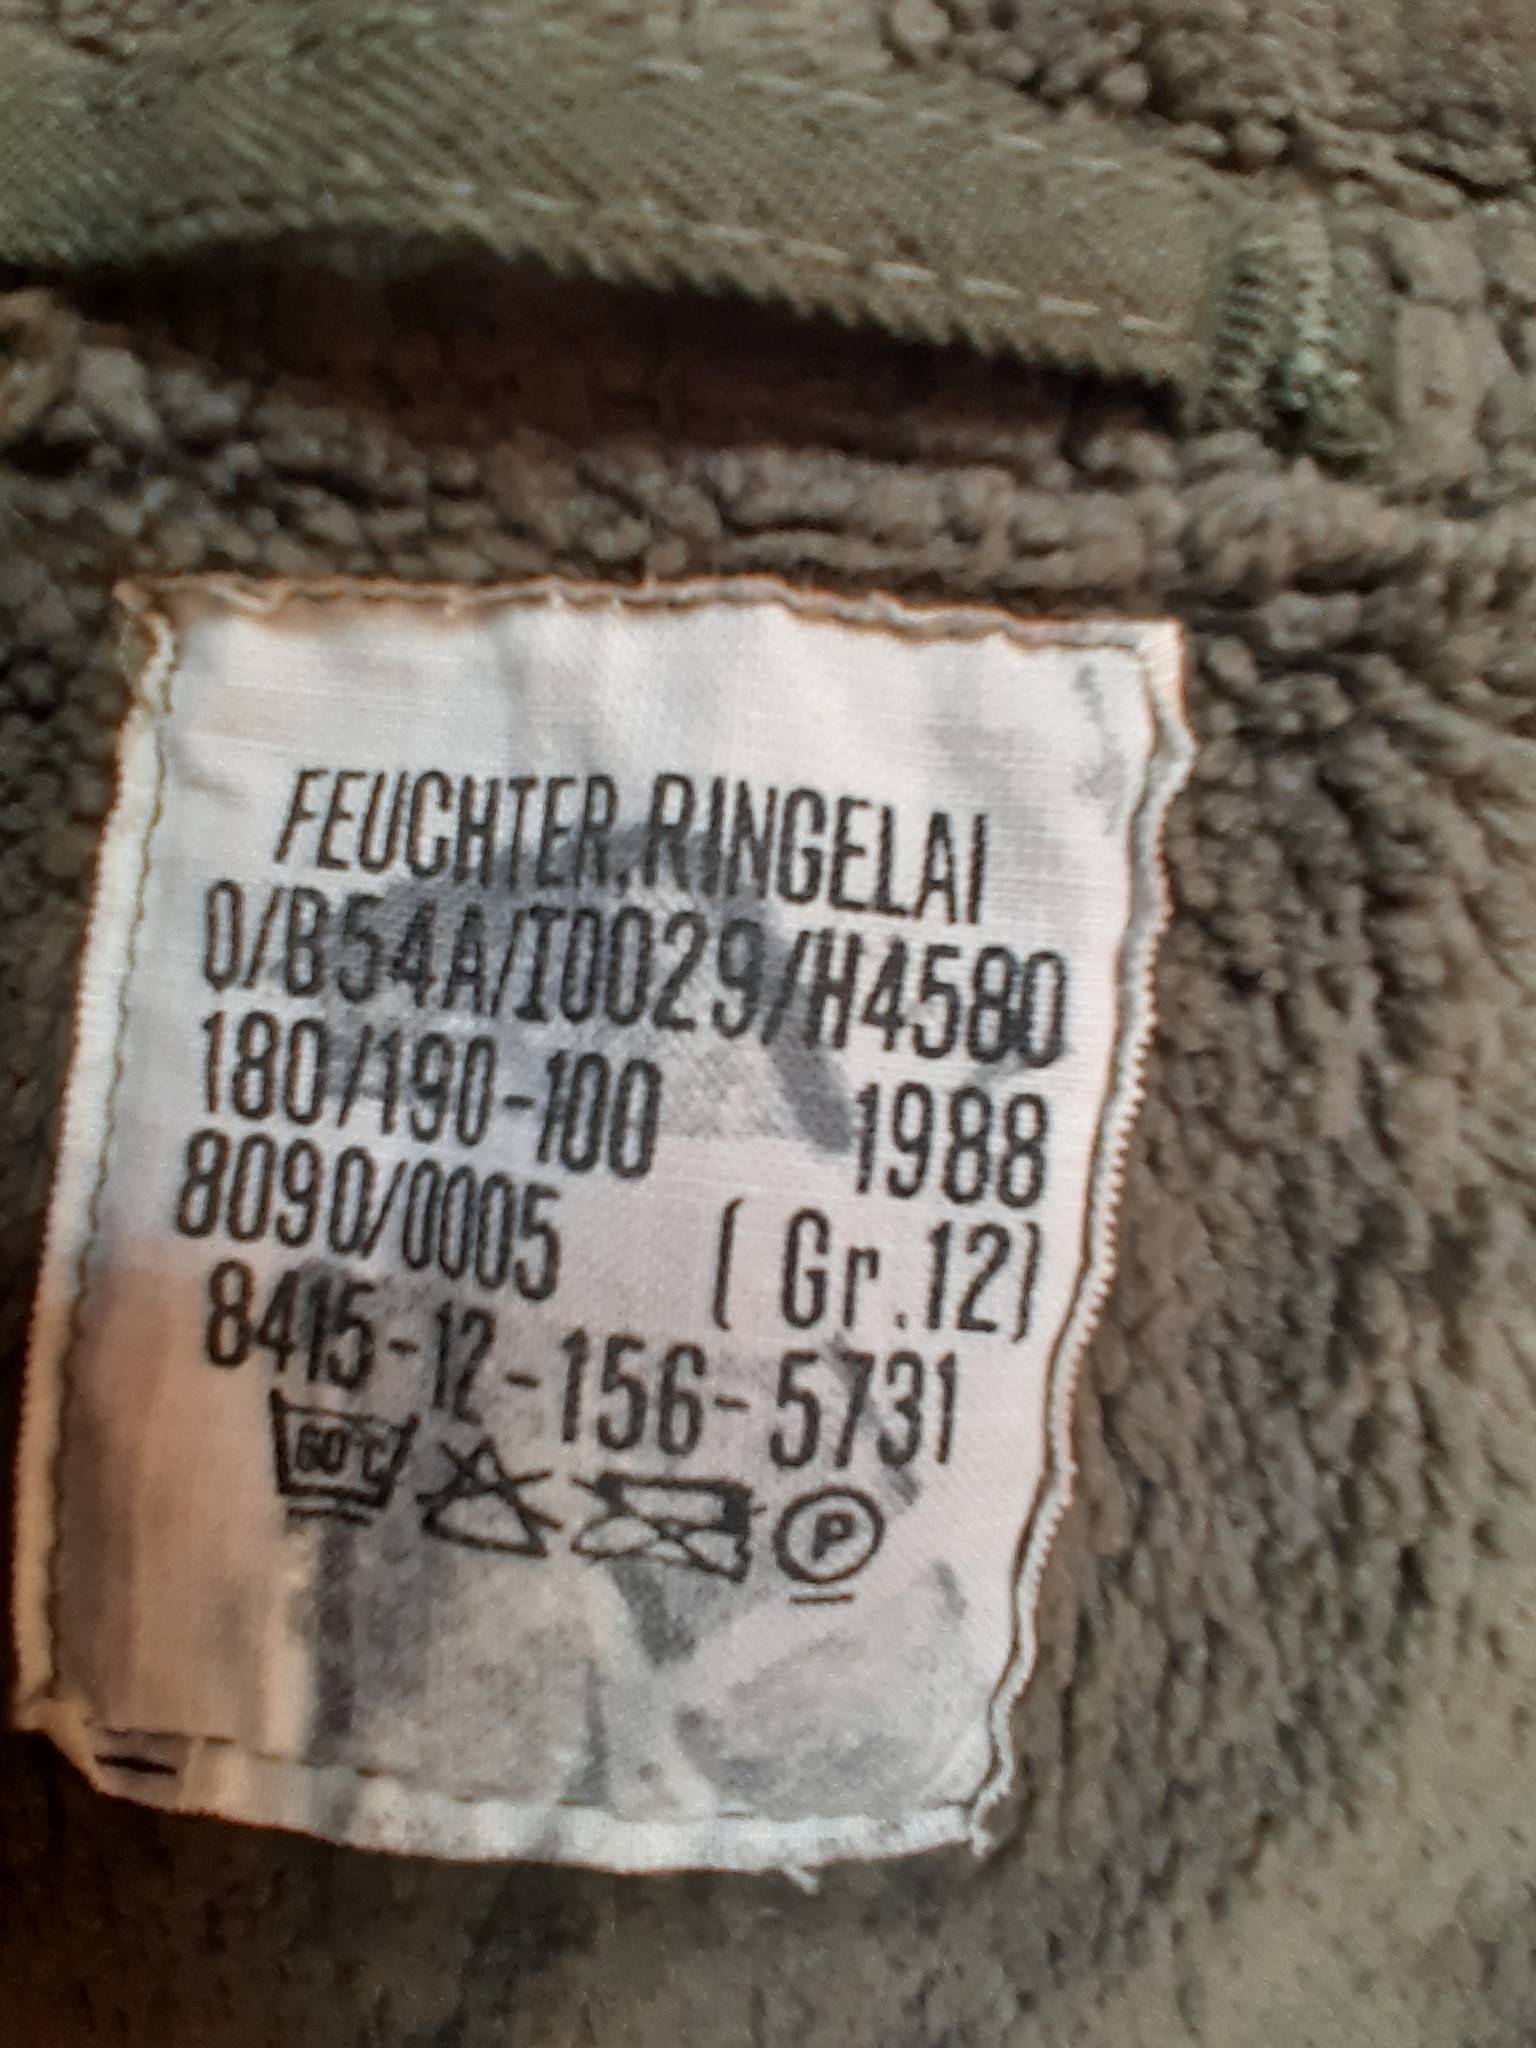 FEUCHTER.RINGELAI
0/B54A/I0029/H4580
180/190-100 1988
8090/0005 (Gr.12)
8415-12-156-5731
60°C P